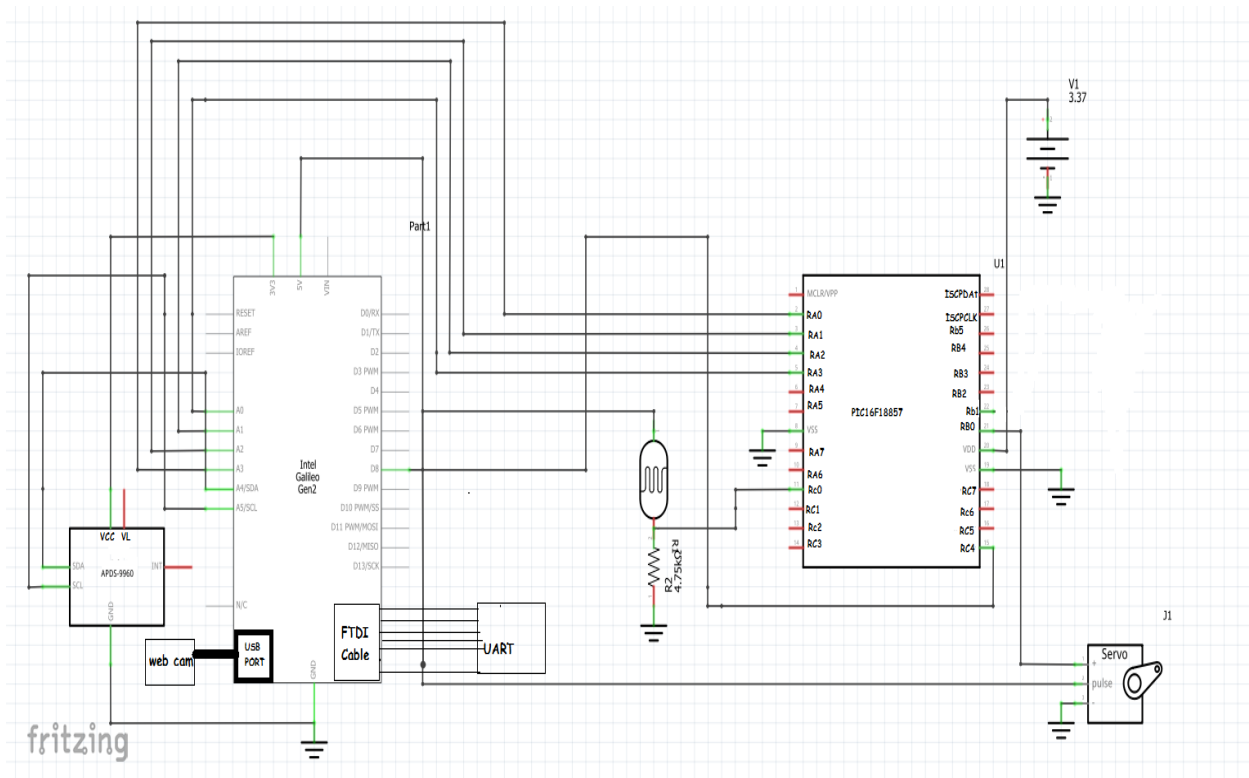 V1
3.37
Part1
3V3
5V
VIN
RESET
AREF
IOREF
A0
A1
A2
A3
A4/SDA
A5/SCL
N/C
D0/RX
D1/TX
D2
D3 PWM
D4
D5 PWM
D6 PWM
D7
D8
D9 PWM
D10 PWM/SS
D11 PWM/MOSI
D12/MISO
D13/SCK
GND
Intel
Galileo
Gen2
VCC VL
SDA
SCL
APDS-9960
INT
GND
web cam
USB
PORT
FTDI
Cable
UART
R2
4.75kΩ
U1
MCLR/VPP
RA0
RA1
RA2
RA3
RA4
RA5
VSS
RA7
RA6
Rc0
RC1
Rc2
RC3
PIC16F18857
ISCPDAT
ISCPCLK
Rb5
RB4
RB3
RB2
Rb1
RB0
VDD
VSS
RC7
Rc6
RC5
RC4
J1
Servo
+
pulse
-
fritzing